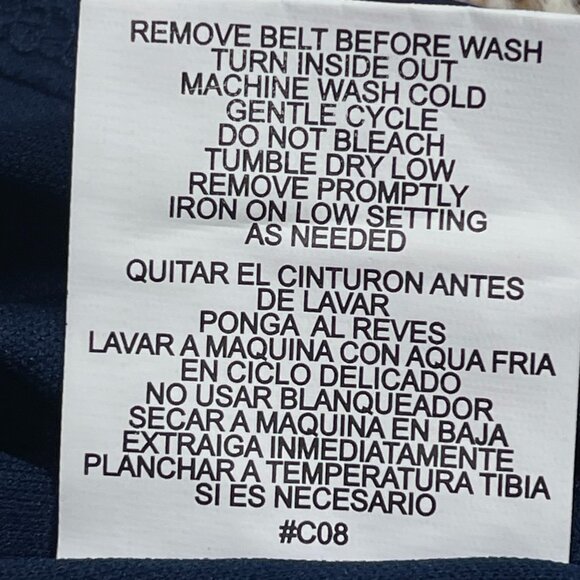 REMOVE BELT BEFORE WASH
TURN INSIDE OUT
MACHINE WASH COLD
GENTLE CYCLE
DO NOT BLEACH
TUMBLE DRY LOW
REMOVE PROMPTLY
IRON ON LOW SETTING
AS NEEDED
QUITAR EL CINTURON ANTES
DE LAVAR
PONGA AL REVES
LAVAR A MAQUINA CON AQUA FRIA
EN CICLO DELICADO
NO USAR BLANQUEADOR
SECAR A MAQUINA EN BAJA
EXTRAIGA INMEDIATAMENTE
PLANCHAR A TEMPERATURA TIBIA
SI ES NECESARIO
#C08